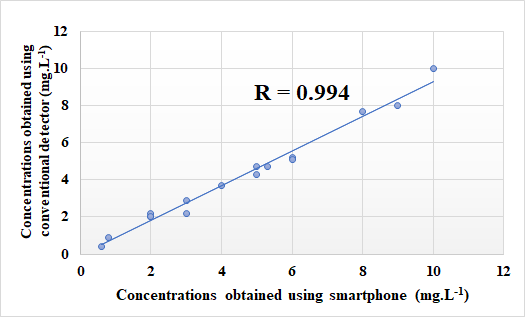 Concentrations obtained using
conventional detector (mg.L-1)
12
10
8
6
4
2
0
R = 0.994
0 2 4 6 8 10 12
Concentrations obtained using smartphone (mg.L-1)